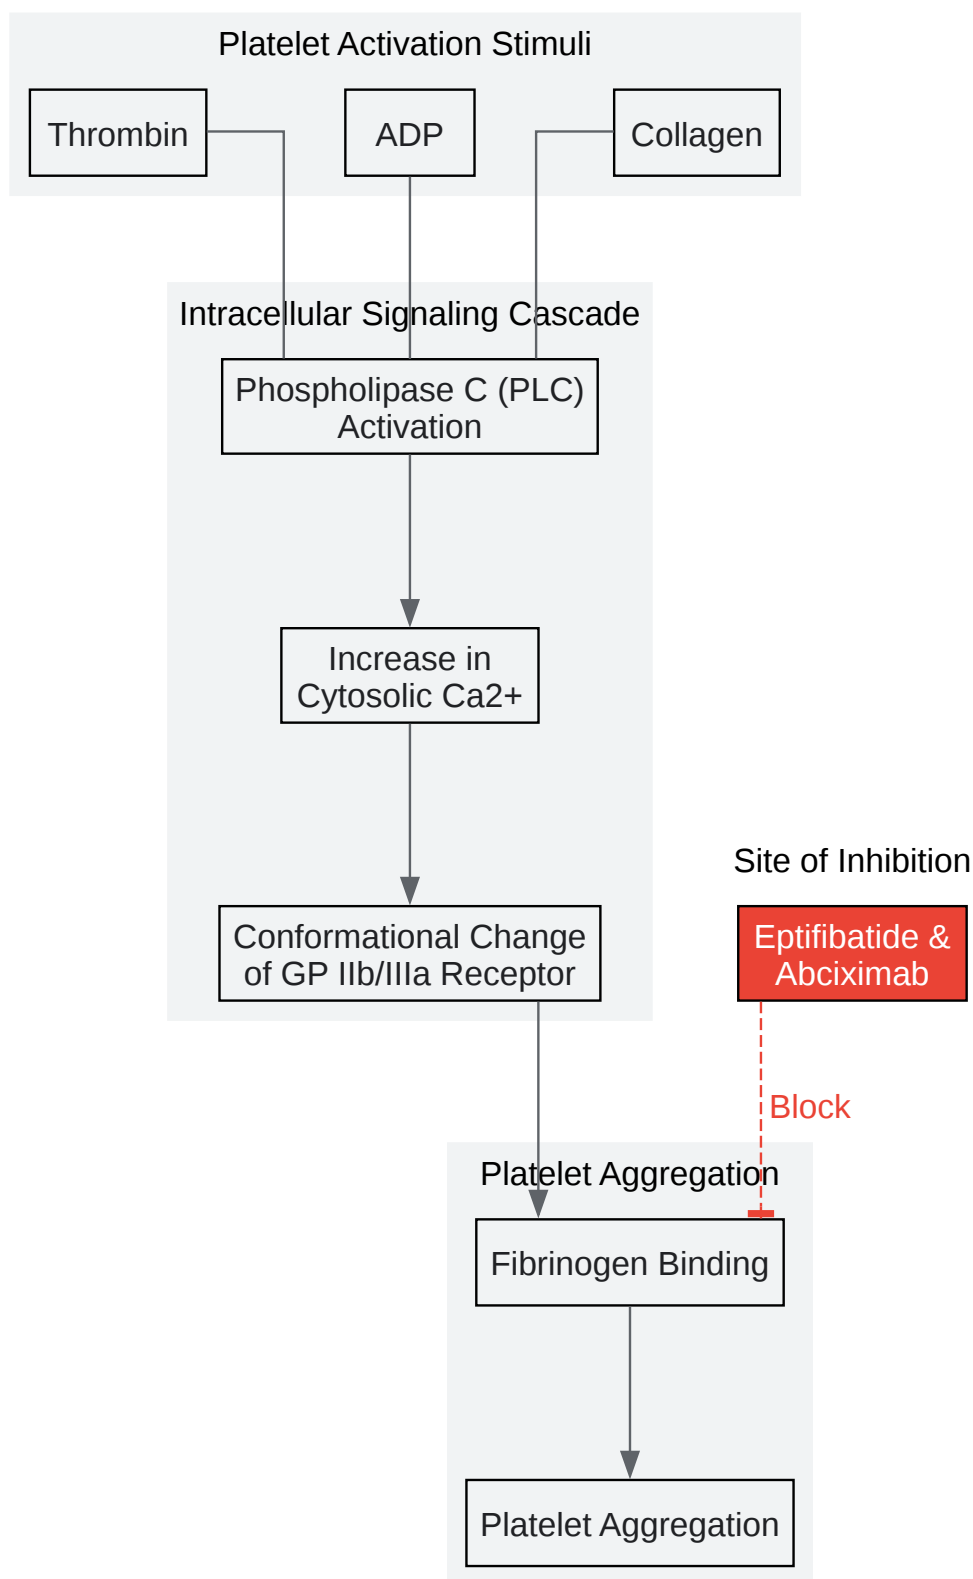 Platelet Activation Stimuli
Thrombin
ADP
Collagen
Intracellular Signaling Cascade
Phospholipase C (PLC)
Activation
Increase in
Cytosolic Ca2+
Site of Inhibition
Conformational Change
of GP IIb/IIIa Receptor
Eptifibatide &
Abciximab
Block
Platelet Aggregation
Fibrinogen Binding
Platelet Aggregation